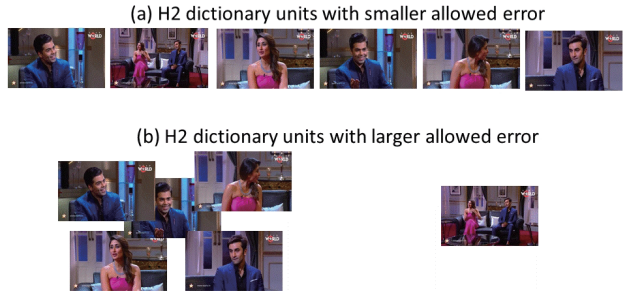 (a) H2 dictionary units with smaller allowed error
(b) H2 dictionary units with larger allowed error